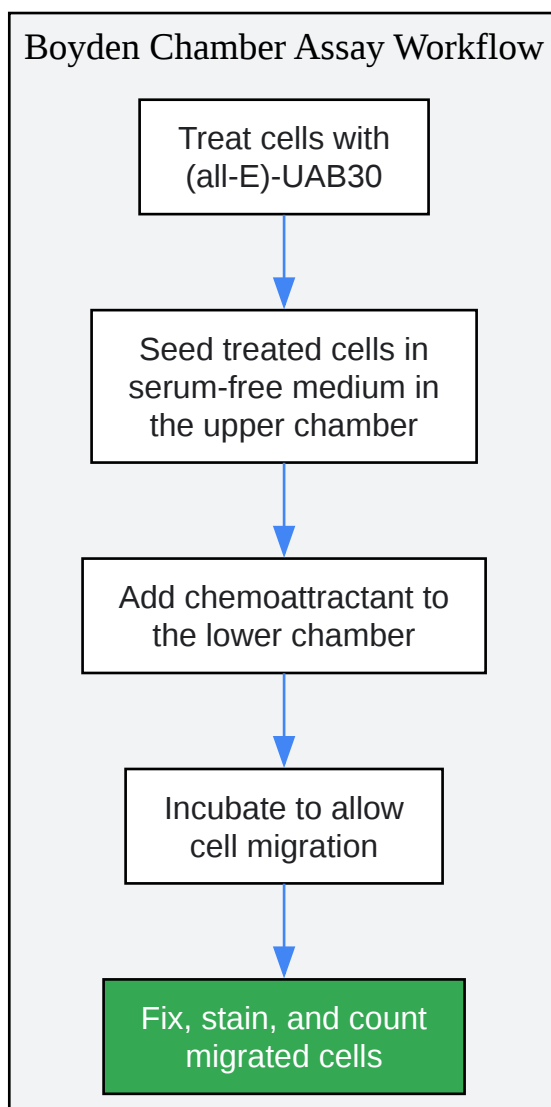 Boyden Chamber Assay Workflow
Treat cells with
(all-E)-UAB30
Seed treated cells in
serum-free medium in
the upper chamber
Add chemoattractant to
the lower chamber
Incubate to allow
cell migration
Fix, stain, and count
migrated cells